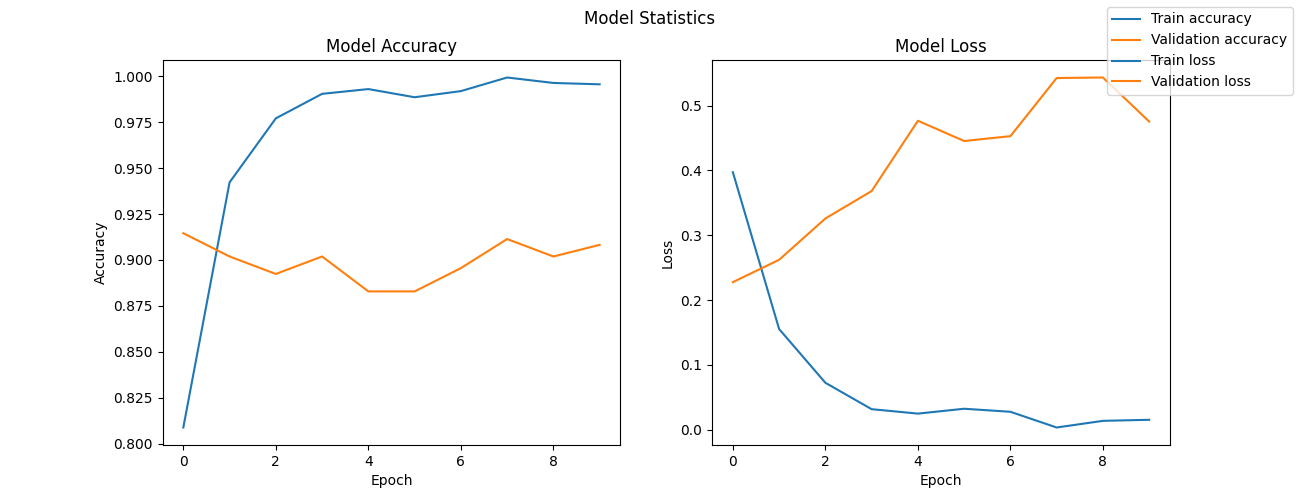 Model Statistics
Model Accuracy
Accuracy
1.000
0.975
0.950
0.925
0.900
0.875
0.850
0.825
0.800
0
2
4
6
8
Epoch
Model Loss
Loss
0.5
0.4
0.3
0.2
0.1
0.0
0
2
4
6
8
Epoch
Train accuracy
Validation accuracy
Train loss
Validation loss